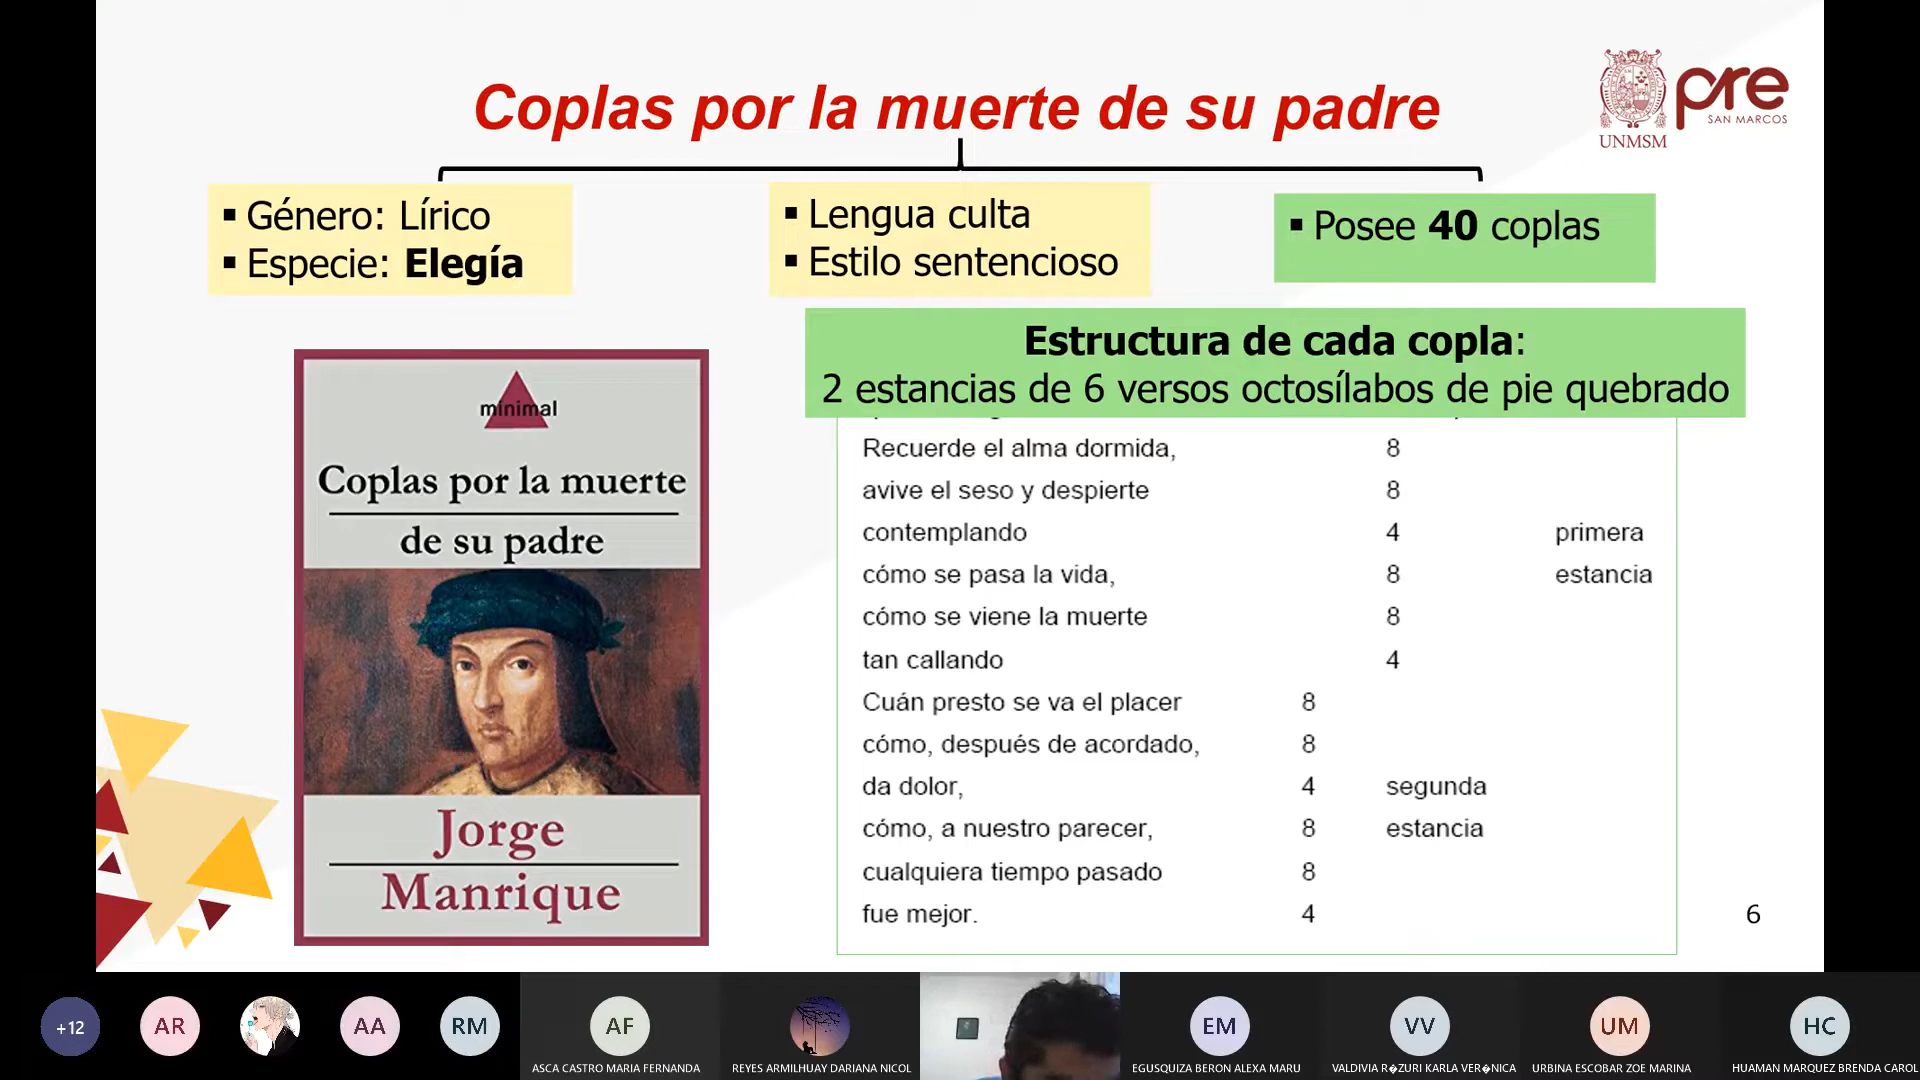 Coplas por la muerte de su padre
UNMSM
pre
SAN MARCOS
▪ Género: Lírico
▪ Especie: Elegía
▪ Lengua culta
▪ Estilo sentencioso
▪ Posee 40 coplas
Estructura de cada copla:
2 estancias de 6 versos octosílabos de pie quebrado
minimal
Coplas por la muerte
de su padre
Jorge
Manrique
Recuerde el alma dormida, 8
avive el seso y despierte 8
contemplando 4 primera
cómo se pasa la vida, 8 estancia
cómo se viene la muerte 8
tan callando 4
Cuán presto se va el placer 8
cómo, después de acordado, 8
da dolor, 4 segunda
cómo, a nuestro parecer, 8 estancia
cualquiera tiempo pasado 8
fue mejor. 4
6
+12
AR
AA
RM
AF
EM
VV
UM
HC
ASCA CASTRO MARIA FERNANDA
REYES ARMILHUAY DARIANA NICOL
EGUSQUIZA BERON ALEXA MARU
VALDIVIA R�ZURI KARLA VER�NICA
URBINA ESCOBAR ZOE MARINA
HUAMAN MARQUEZ BRENDA CAROL